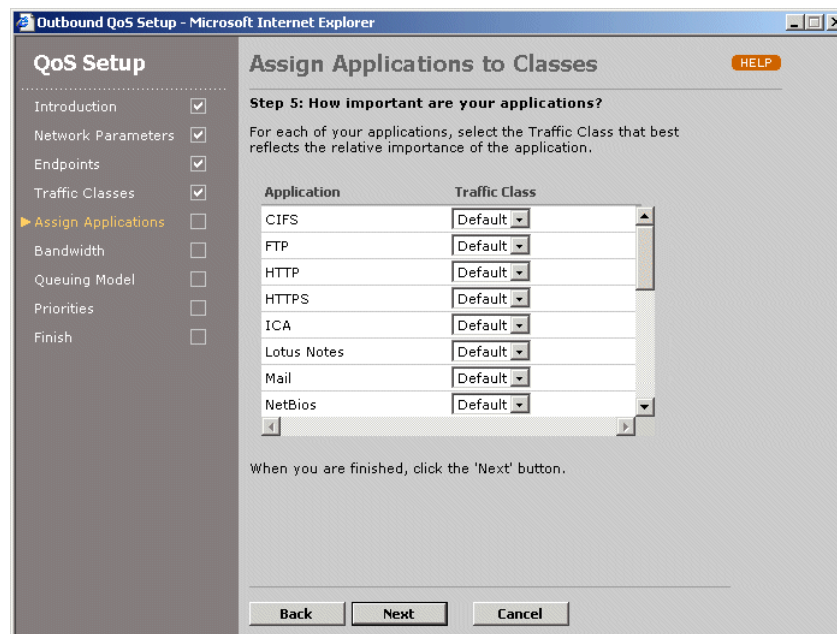 Outbound QoS Setup - Microsoft Internet Explorer
QoS Setup
Introduction
Network Parameters
Endpoints
Traffic Classes
Assign Applications
Bandwidth
Queuing Model
Priorities
Finish
Assign Applications to Classes
HELP
Step 5: How important are your applications?
For each of your applications, select the Traffic Class that best
reflects the relative importance of the application.
Application Traffic Class
CIFS Default
FTP Default
HTTP Default
HTTPS Default
ICA Default
Lotus Notes Default
Mail Default
NetBios Default
When you are finished, click the 'Next' button.
Back Next Cancel